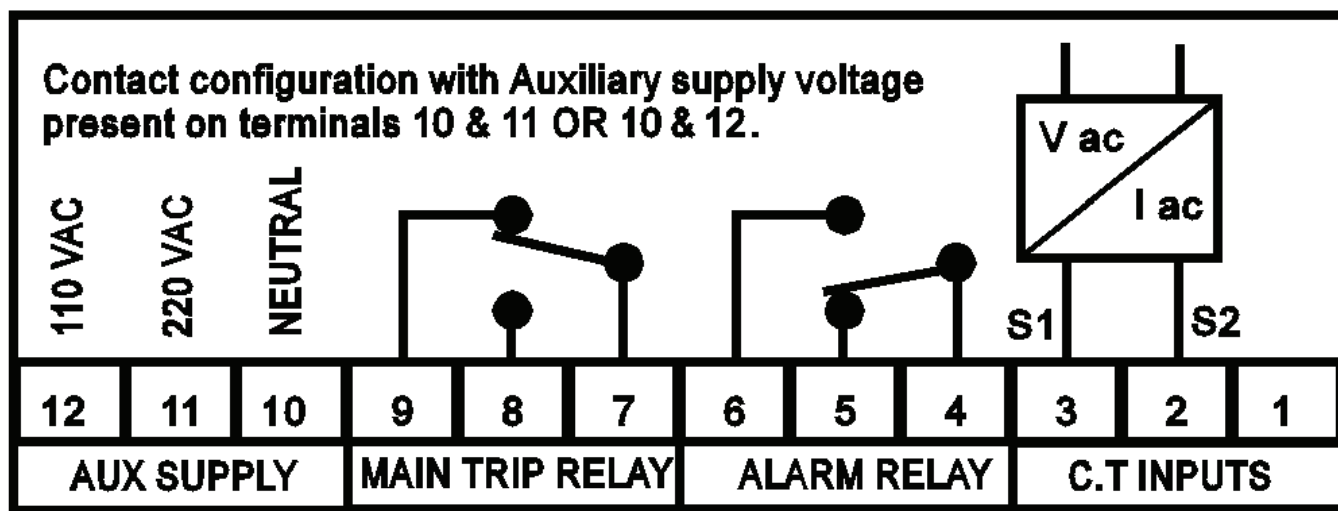 Contact configuration with Auxiliary supply voltage
present on terminals 10 & 11 OR 10 & 12.
V ac
I ac
110 VAC
220 VAC
NEUTRAL
S1
S2
12 11 10 9 8 7 6 5 4 3 2 1
AUX SUPPLY MAIN TRIP RELAY ALARM RELAY C.T INPUTS